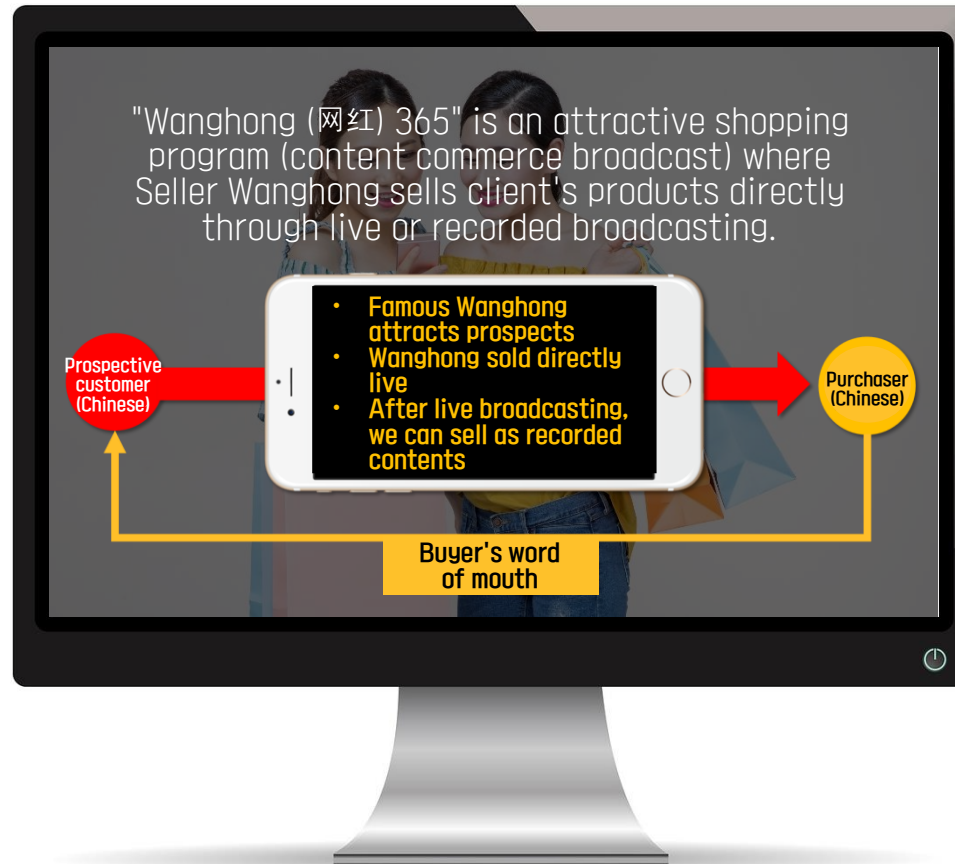 "Wanghong (网红) 365" is an attractive shopping
program (content commerce broadcast) where
Seller Wanghong sells client's products directly
through live or recorded broadcasting.
Prospective
customer
(Chinese)
• Famous Wanghong
attracts prospects
• Wanghong sold directly
live
• After live broadcasting,
we can sell as recorded
contents
Purchaser
(Chinese)
Buyer's word
of mouth